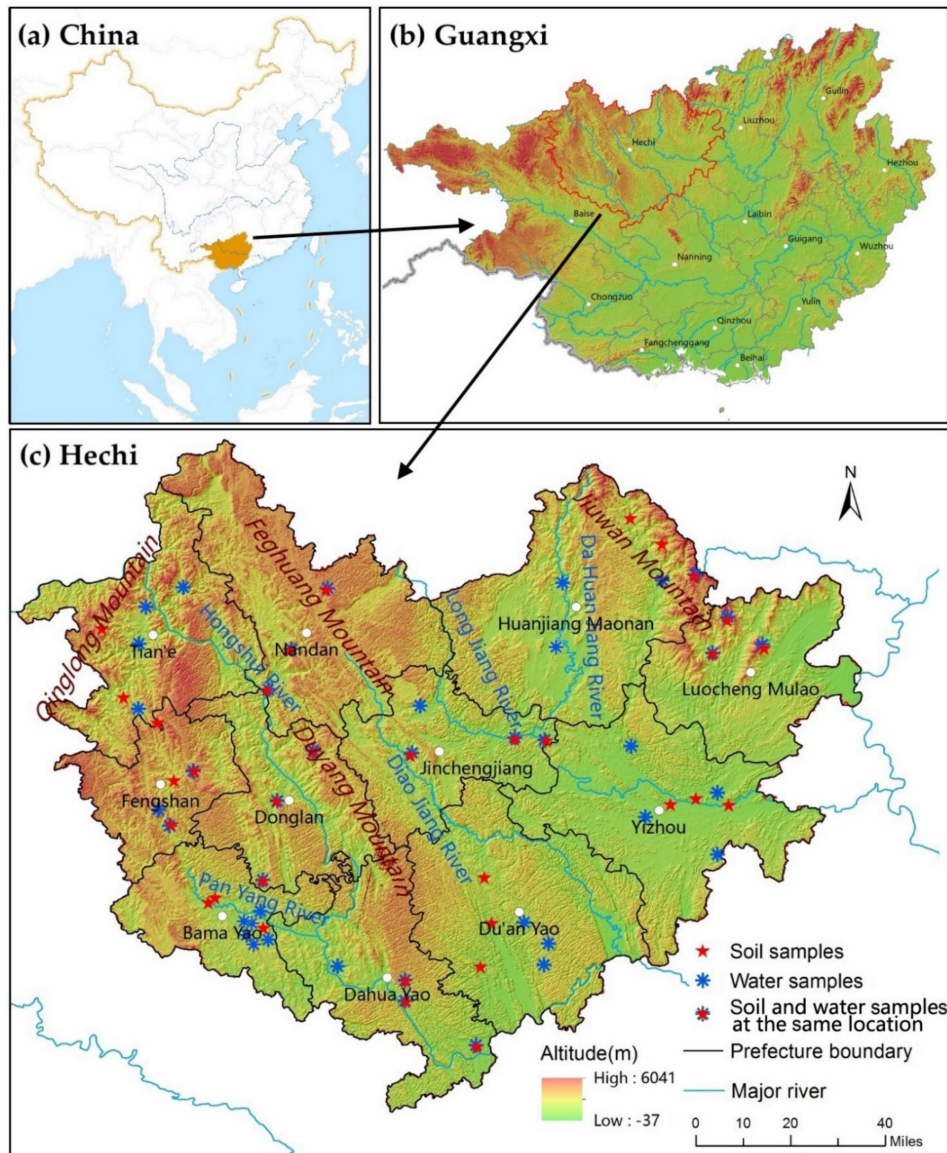 (a) China
(b) Guangxi
Guilin
Liuzhou
Hechi
Hezhou
Baise
Laibin
Guigang
Wuzhou
Nanning
Chongzuo
Yulin
Qinzhou
Fangchenggang
Beihai
(c) Hechi
N
Qinglong Mountain
Feghuang Mountain
Jiuwan Mountain
Long Jiang River
Da Huan Jiang River
Hongshui River
Huanjiang Maonan
Tian'e
Nandan
Luocheng Mulao
Duyang Mountain
Diao Jiang River
Jinchengjiang
Fengshan
Donglan
Yizhou
Pan Yang River
Bama Yao
Du'an Yao
Dahua Yao
Soil samples
Water samples
Soil and water samples
at the same location
Altitude(m)
High : 6041
Low : -37
Prefecture boundary
Major river
0 10 20 40
Miles